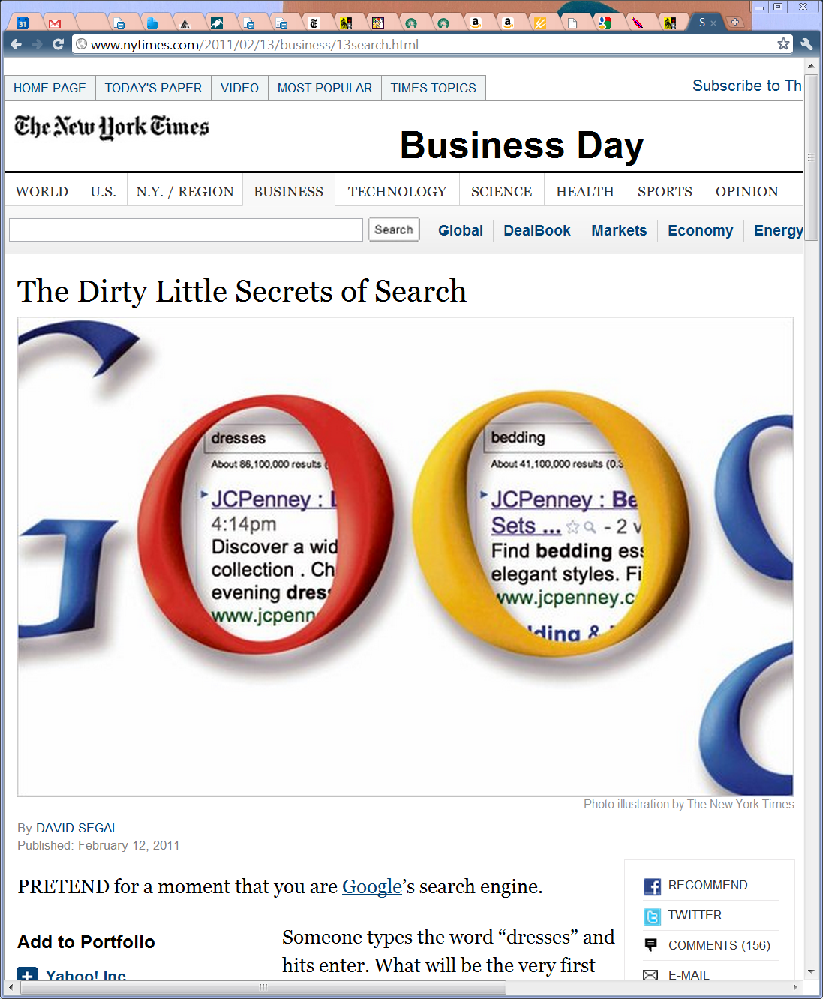 31
S
www.nytimes.com/2011/02/13/business/13search.html
HOME PAGE TODAY'S PAPER VIDEO MOST POPULAR TIMES TOPICS
Subscribe to Th
The New York Times
Business Day
WORLD U.S. N.Y. / REGION BUSINESS TECHNOLOGY SCIENCE HEALTH SPORTS OPINION
Search Global DealBook Markets Economy Energy
The Dirty Little Secrets of Search
G O O g
dresses
About 86,100,000 results (
JCPenney : D
4:14pm
Discover a wid
collection . Ch
evening dres
www.jcpenn
bedding
About 41,100,000 results (0.3
JCPenney : Be
Sets ... - 2 v
Find bedding ess
elegant styles. Fi
www.jcpenney.c
dding &
Photo illustration by The New York Times
By DAVID SEGAL
Published: February 12, 2011
PRETEND for a moment that you are Google’s search engine.
Add to Portfolio
Yahoo! Inc
Someone types the word “dresses” and
hits enter. What will be the very first
RECOMMEND
TWITTER
COMMENTS (156)
E-MAIL